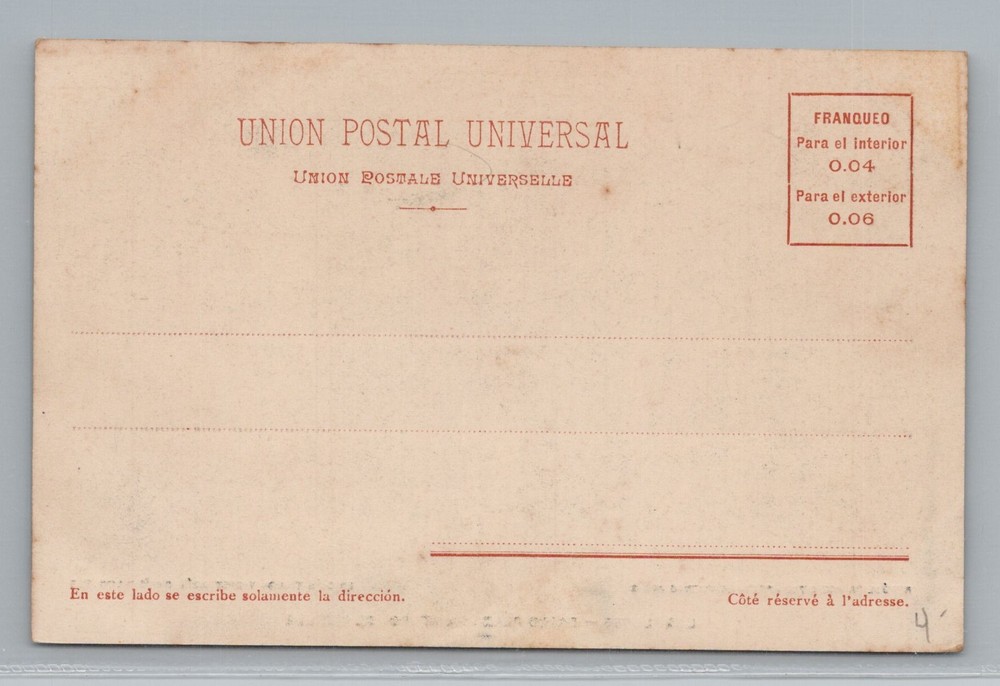 UNION POSTAL UNIVERSAL
UNION POSTALE UNIVERSELLE
FRANQUEO
Para el interior
0.04
Para el exterior
0.06
En este lado se escribe solamente la dirección.
Côté réservé à l'adresse.
4